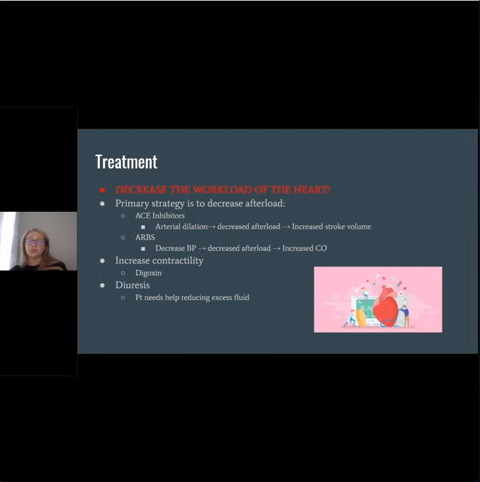 Treatment
DECREASE THE WORKLOAD OF THE HEART!
Primary strategy is to decrease afterload:
ACE Inhibitors
Arterial dilation→ decreased afterload → Increased stroke volume
ARBS
Decrease BP → decreased afterload → Increased CO
Increase contractility
Digoxin
Diuresis
Pt needs help reducing excess fluid